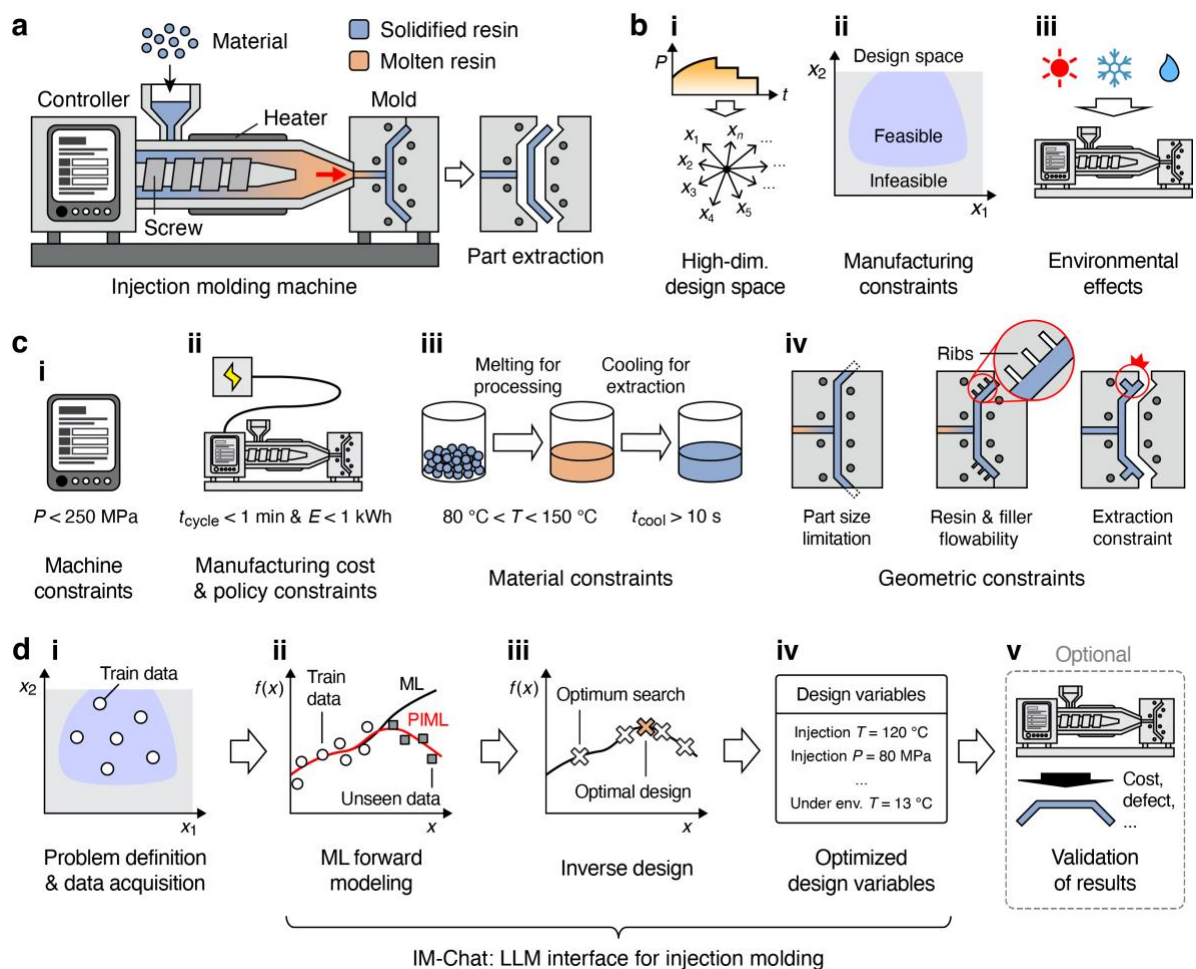 a
Material
Solidified resin
Molten resin
Controller
Heater
Mold
Screw
Injection molding machine
Part extraction
b
i
P
t
x1
xn
...
x2
...
x3
...
x4
x5
High-dim.
design space
ii
x2
Design space
Feasible
Infeasible
x1
Manufacturing
constraints
iii
Environmental
effects
c
i
P < 250 MPa
Machine
constraints
ii
tcycle < 1 min & E < 1 kWh
Manufacturing cost
& policy constraints
iii
Melting for
processing
Cooling for
extraction
80 °C < T < 150 °C
tcool > 10 s
Material constraints
iv
Ribs
Part size
limitation
Resin & filler
flowability
Extraction
constraint
Geometric constraints
d
i
x2
Train data
x1
Problem definition
& data acquisition
ii
f(x)
Train
data
ML
PIML
Unseen data
x
ML forward
modeling
iii
f(x)
Optimum search
Optimal design
x
Inverse design
iv
Design variables
Injection T = 120 °C
Injection P = 80 MPa
...
Under env. T = 13 °C
Optimized
design variables
v
Optional
Cost,
defect,
...
Validation
of results
IM-Chat: LLM interface for injection molding